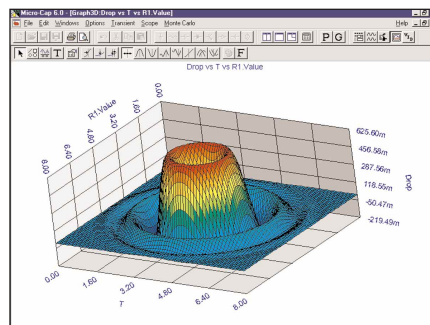 Micro-Cap 6.0 - [Graph3D:Drop vs T vs R1.Value]
File Edit Windows Options Transient Scope Monte Carlo Help
T P G
F
Drop vs T vs R1.Value
R1.Value
0.00
1.60
3.20
4.80
6.40
8.00
625.60m
456.58m
287.56m
118.55m
-50.47m
-219.49m
Drop
0.00
1.60
3.20
4.80
6.40
8.00
T